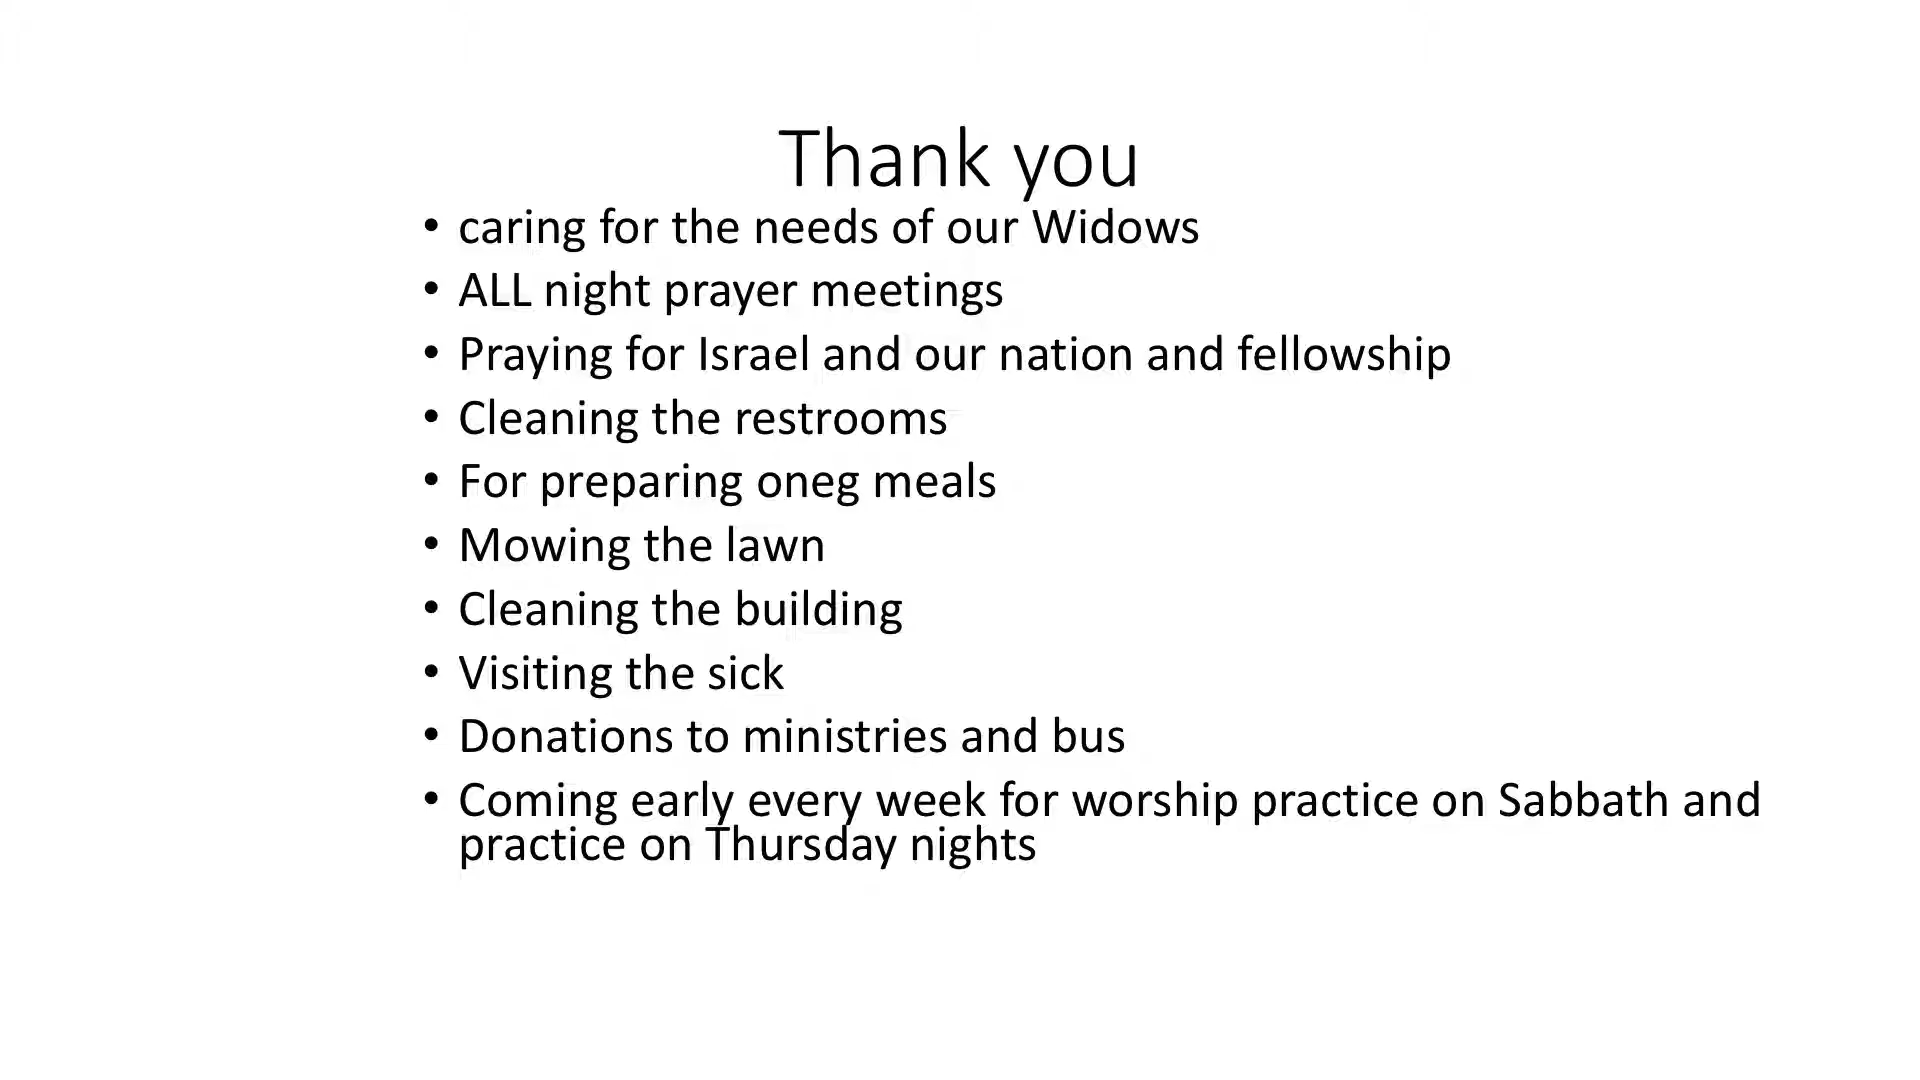 Thank you
• caring for the needs of our Widows
• ALL night prayer meetings
• Praying for Israel and our nation and fellowship
• Cleaning the restrooms
• For preparing oneg meals
• Mowing the lawn
• Cleaning the building
• Visiting the sick
• Donations to ministries and bus
• Coming early every week for worship practice on Sabbath and
practice on Thursday nights